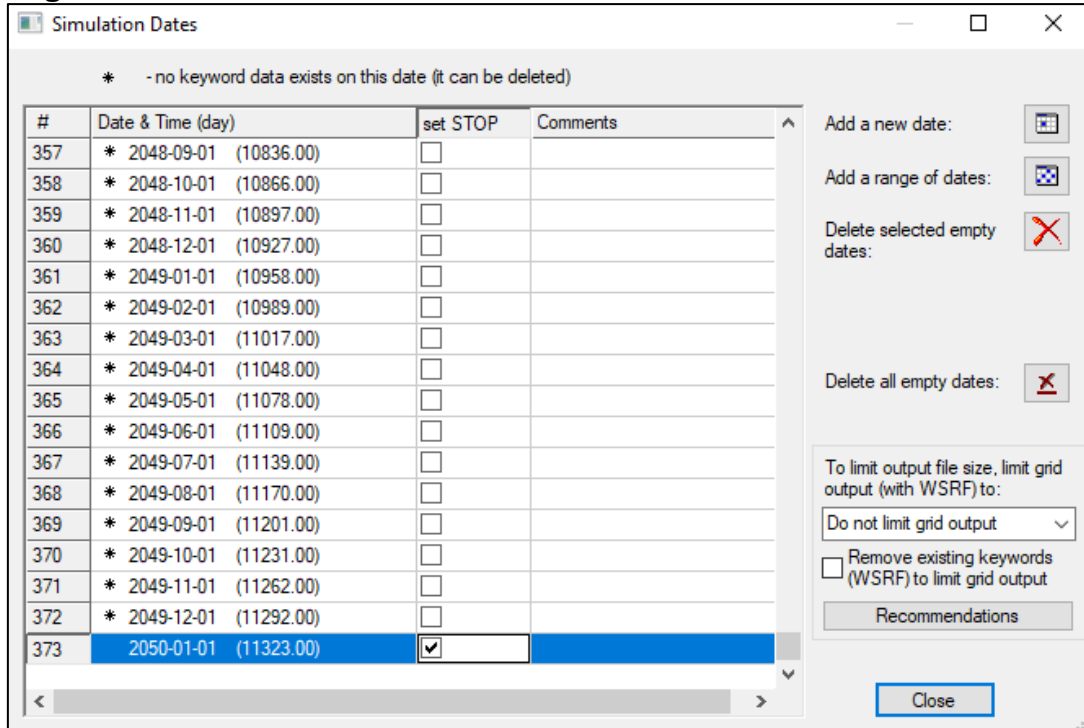 Simulation Dates
* - no keyword data exists on this date (it can be deleted)
# Date & Time (day) set STOP Comments
357 * 2048-09-01 (10836.00)
358 * 2048-10-01 (10866.00)
359 * 2048-11-01 (10897.00)
360 * 2048-12-01 (10927.00)
361 * 2049-01-01 (10958.00)
362 * 2049-02-01 (10989.00)
363 * 2049-03-01 (11017.00)
364 * 2049-04-01 (11048.00)
365 * 2049-05-01 (11078.00)
366 * 2049-06-01 (11109.00)
367 * 2049-07-01 (11139.00)
368 * 2049-08-01 (11170.00)
369 * 2049-09-01 (11201.00)
370 * 2049-10-01 (11231.00)
371 * 2049-11-01 (11262.00)
372 * 2049-12-01 (11292.00)
373 2050-01-01 (11323.00)
Add a new date:
Add a range of dates:
Delete selected empty
dates:
Delete all empty dates:
To limit output file size, limit grid
output (with WSRF) to:
Do not limit grid output
Remove existing keywords
(WSRF) to limit grid output
Recommendations
Close